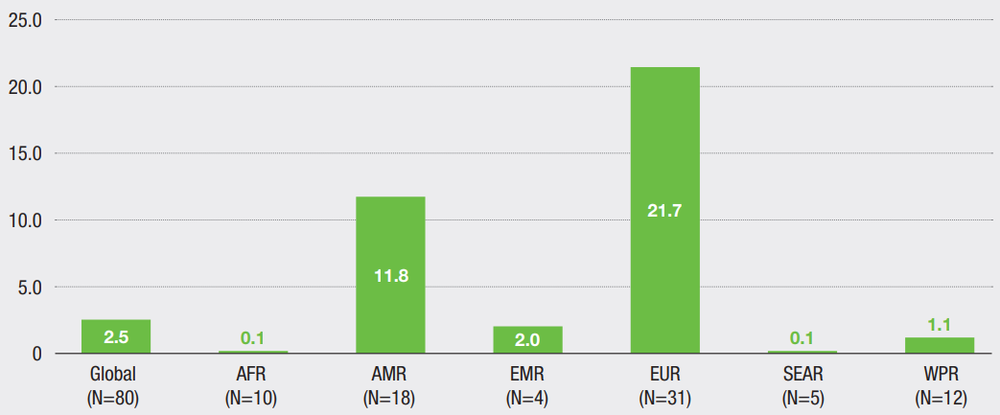 25.0
20.0
15.0
10.0
5.0
0
2.5
0.1
11.8
2.0
21.7
0.1
1.1
Global
(N=80)
AFR
(N=10)
AMR
(N=18)
EMR
(N=4)
EUR
(N=31)
SEAR
(N=5)
WPR
(N=12)